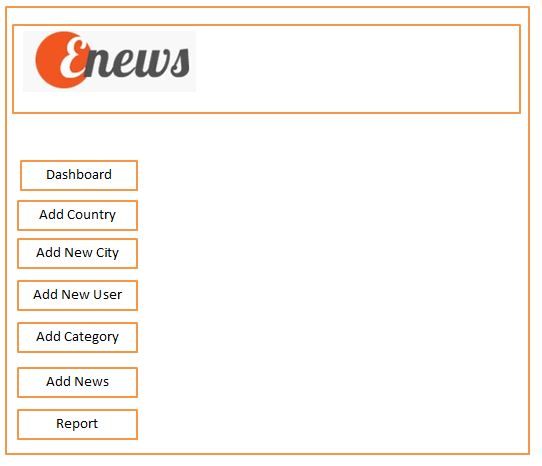 Enews
Dashboard
Add Country
Add New City
Add New User
Add Category
Add News
Report